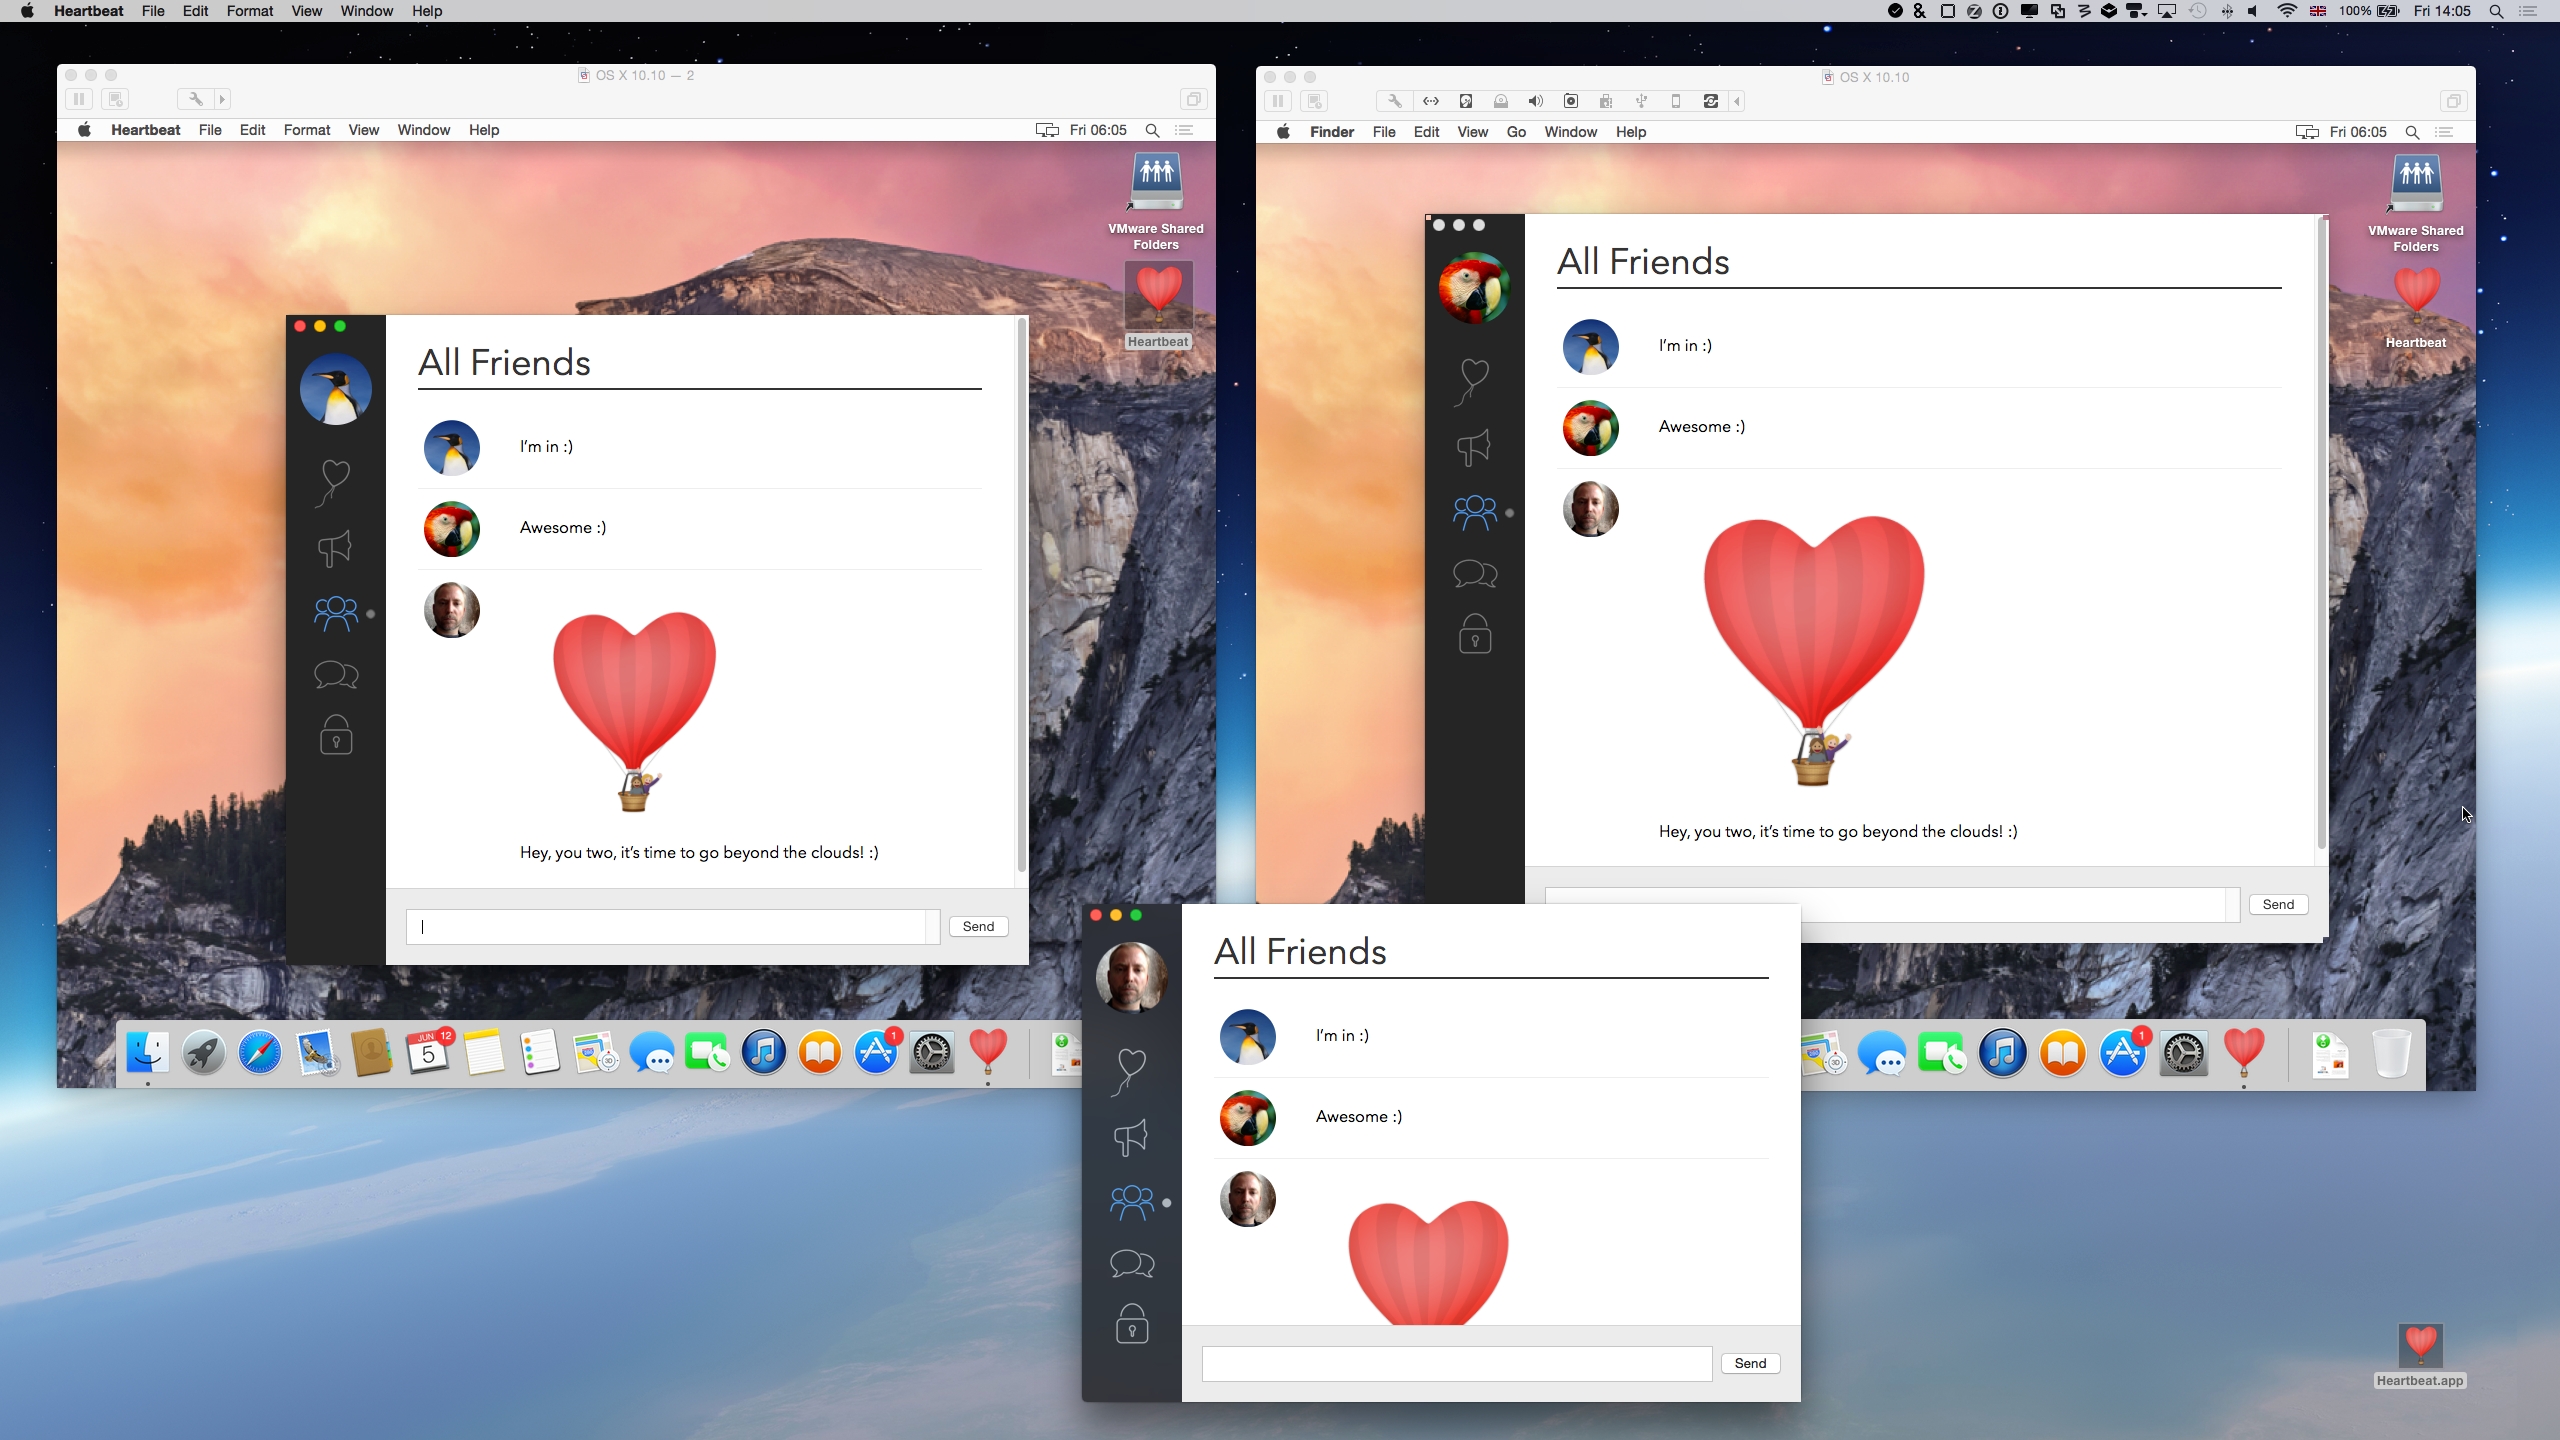 Heartbeat File Edit Format View Window Help
100% Fri 14:05
OS X 10.10 — 2
Heartbeat File Edit Format View Window Help
Fri 06:05
VMware Shared
Folders
Heartbeat
All Friends
I'm in :)
Awesome :)
Hey, you two, it's time to go beyond the clouds! :)
Send
JUN
12
5
3D
1
OS X 10.10
Finder File Edit View Go Window Help
Fri 06:05
VMware Shared
Folders
Heartbeat
All Friends
I'm in :)
Awesome :)
Hey, you two, it's time to go beyond the clouds! :)
Send
3D
1
All Friends
I'm in :)
Awesome :)
Send
Heartbeat.app